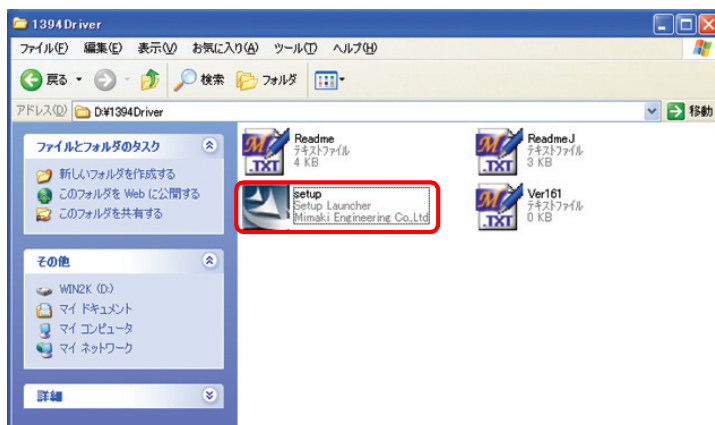 1394Driver
ファイル(F) 編集(E) 表示(V) お気に入り(A) ツール(T) ヘルプ(H)
戻る 検索 フォルダ
アドレス(D) D:¥1394Driver 移動
ファイルとフォルダのタスク
新しいフォルダを作成する
このフォルダを Web に公開する
このフォルダを共有する
その他
WIN2K (D:)
マイ ドキュメント
マイ コンピュータ
マイ ネットワーク
詳細
M
.TXT
Readme
テキストファイル
4 KB
M
.TXT
ReadmeJ
テキストファイル
3 KB
setup
Setup Launcher
Mimaki Engineering Co.,Ltd
M
.TXT
Ver161
テキストファイル
0 KB